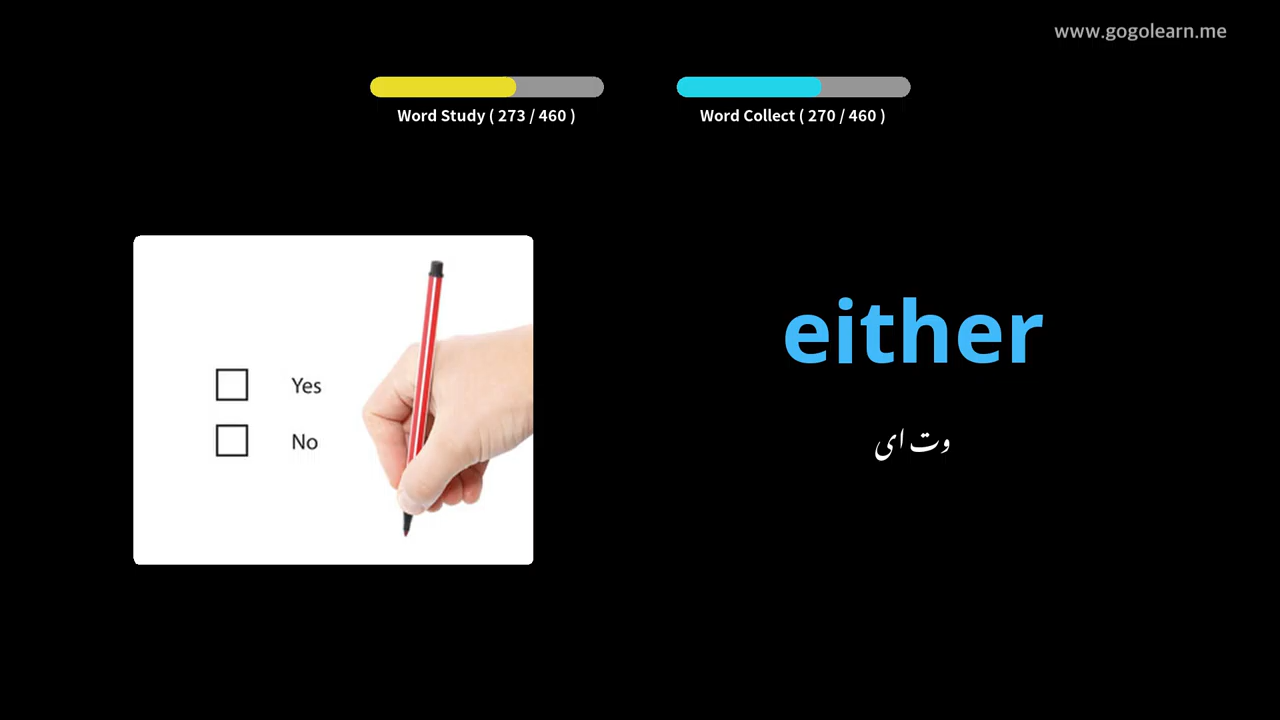 www.gogolearn.me
Word Study ( 273 / 460 )
Word Collect ( 270 / 460 )
Yes
No
either
وت ای